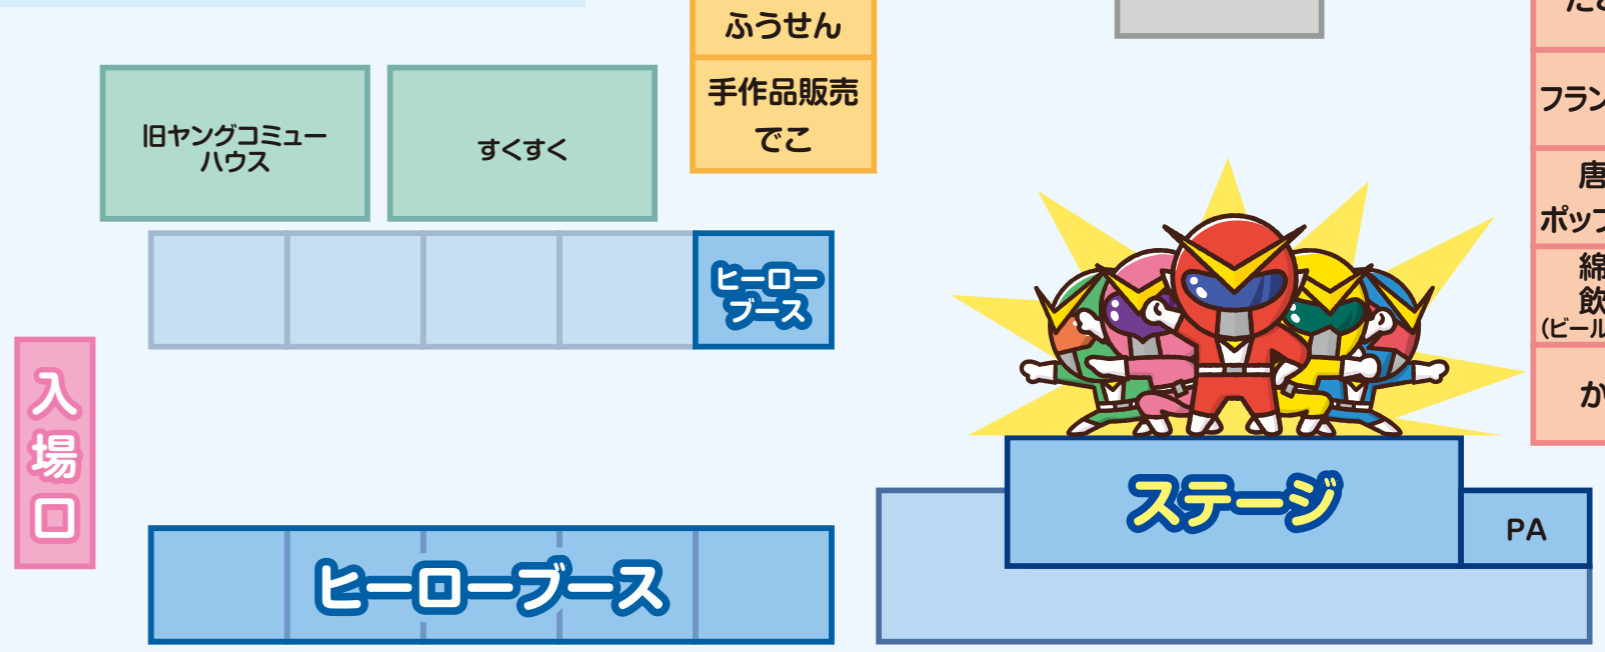 ふうせん
手作品販売
でこ
旧ヤングコミュー
ハウス
すくすく
ヒーロー
ブース
入場口
ヒーローブース
ステージ
PA
フラン
唐
ポップ
綿
飲
(ビール
か